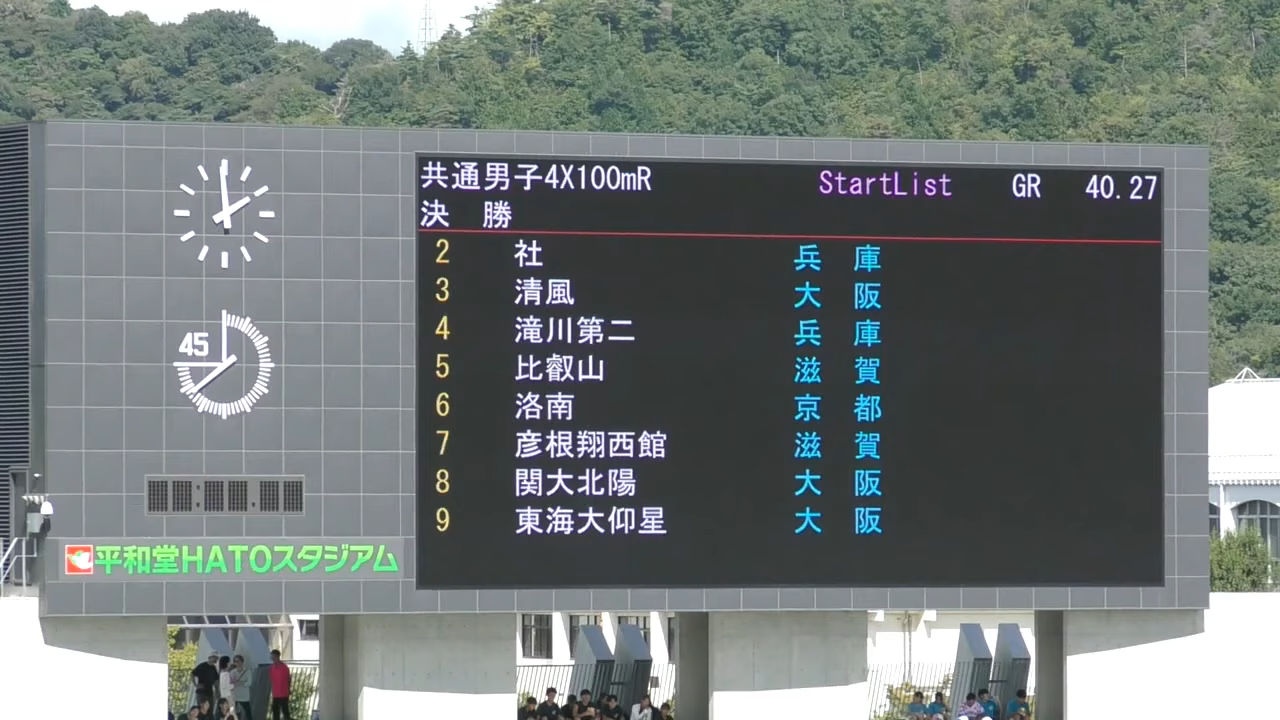 共通男子4X100mR StartList GR 40.27
決 勝
2 社 兵 庫
3 清風 大 阪
4 滝川第二 兵 庫
5 比叡山 滋 賀
6 洛南 京 都
7 彦根翔西館 滋 賀
8 関大北陽 大 阪
9 東海大仰星 大 阪
45
平和堂HATOスタジアム